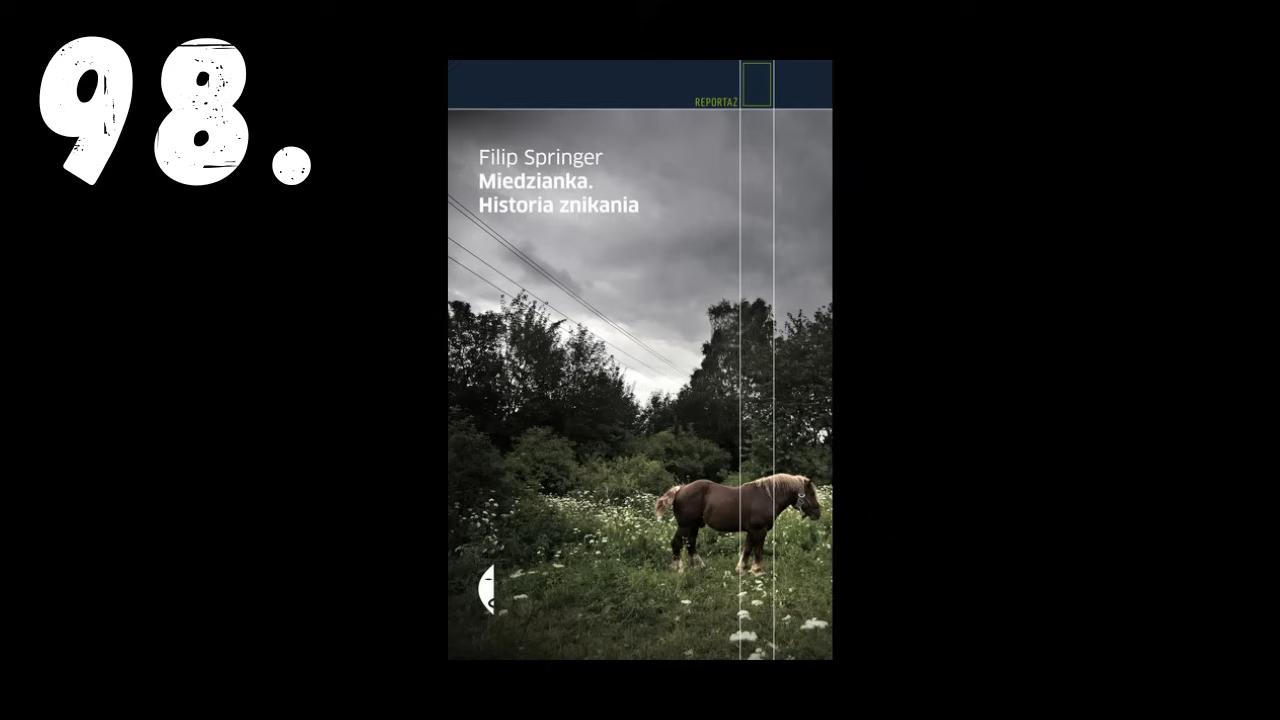 98.
REPORTAŻ
Filip Springer
Miedzianka.
Historia znikania